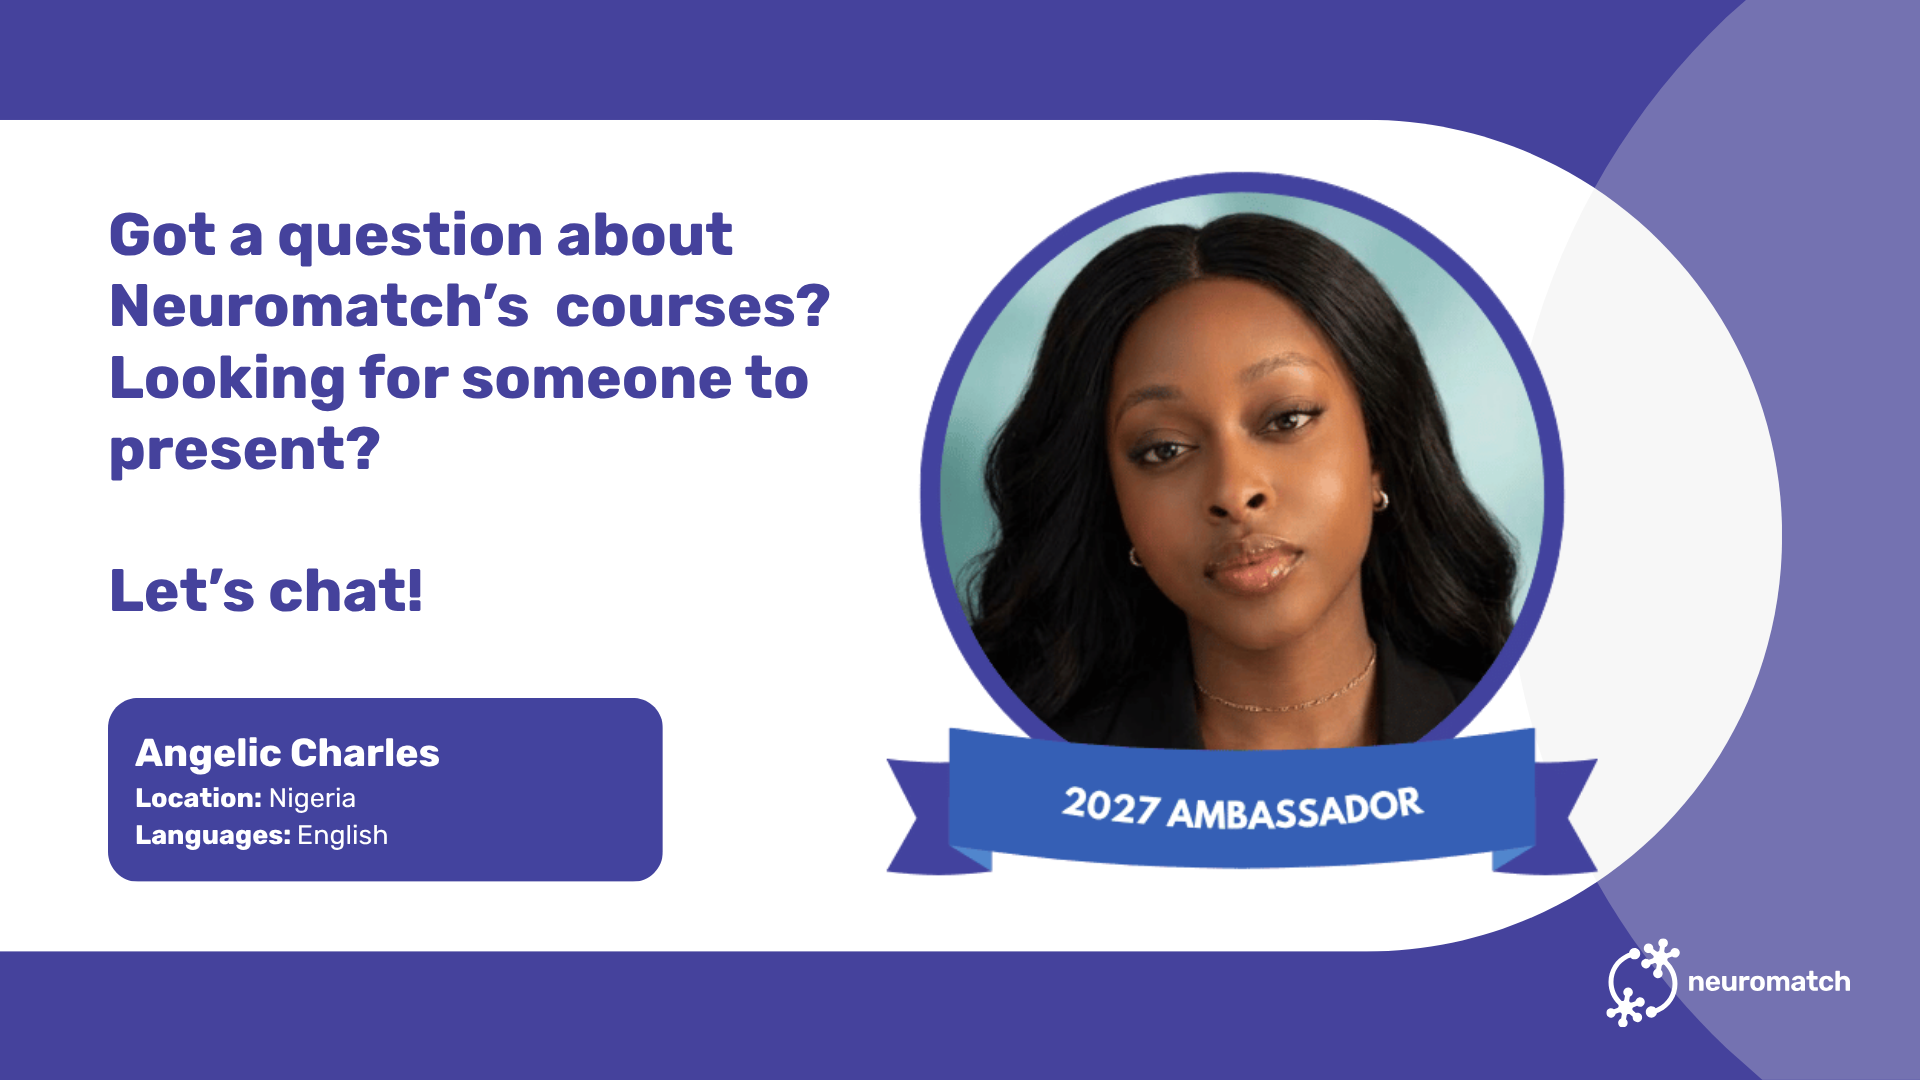 Got a question about
Neuromatch’s  courses?
Looking for someone to
present?
Let’s chat!
Angelic Charles
Location: Nigeria
Languages: English
2027 AMBASSADOR
neuromatch